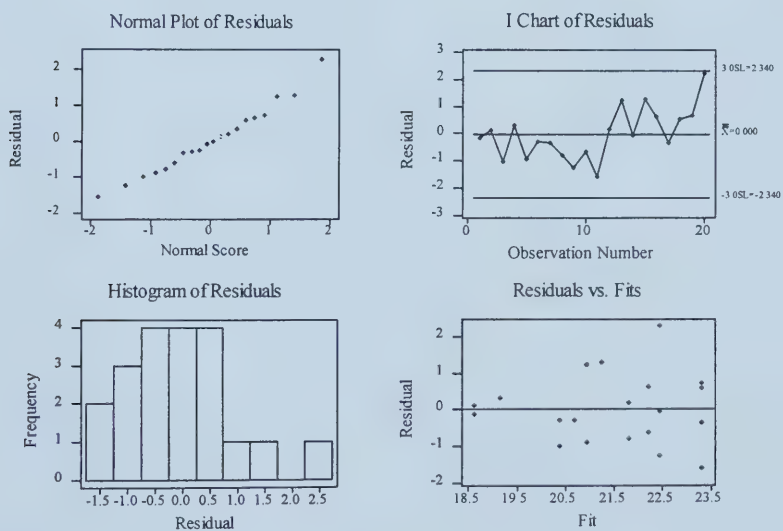 Normal Plot of Residuals
2
1
0
-1
-2
Residual
-2
-1
0
1
2
Normal Score
I Chart of Residuals
3
2
1
0
-1
-2
-3
Residual
3 0SL=2 340
X=0 000
-3 0SL=-2 340
0
10
20
Observation Number
Histogram of Residuals
4
3
2
1
0
Frequency
-1.5 -1.0 -0.5 0.0 0.5 1.0 1.5 2.0 2.5
Residual
Residuals vs. Fits
2
1
0
-1
-2
Residual
18.5 19 5 20.5 21.5 22.5 23.5
Fit